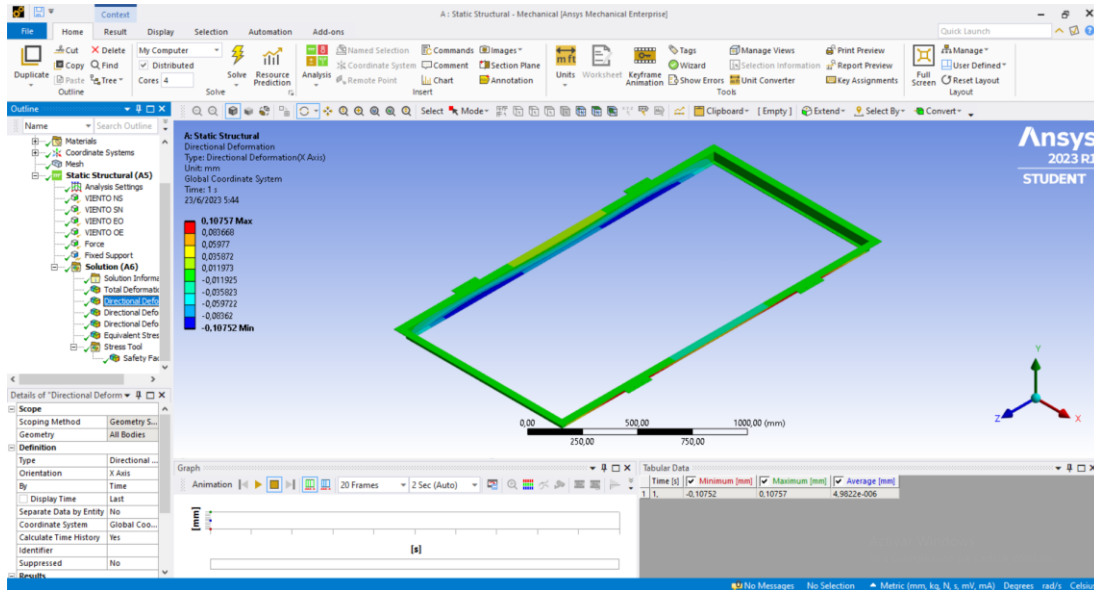 Context
A : Static Structural - Mechanical [Ansys Mechanical Enterprise]
File Home Result Display Selection Automation Add-ons Quick Launch
Duplicate Cut Copy Paste Delete Find Tree
Outline
My Computer
Distributed
Cores 4
Solve Resource Prediction
Solve
Analysis Named Selection Coordinate System Remote Point Commands Comment Chart Images Section Plane Annotation
Insert
Units Worksheet Keyframe Animation Tags Wizard Show Errors Manage Views Selection Information Unit Converter Print Preview Report Preview Key Assignments
Tools
Full Screen Manage User Defined Reset Layout
Layout
Outline
Name Search Outline
Select Mode Clipboard [ Empty ] Extend Select By Convert
Materials
Coordinate Systems
Mesh
Static Structural (A5)
Analysis Settings
VIENTO NS
VIENTO SN
VIENTO EO
VIENTO OE
Force
Fixed Support
Solution (A6)
Solution Informa
Total Deformatio
Directional Defo
Directional Defo
Directional Defo
Equivalent Stres
Stress Tool
Safety Fac
A: Static Structural
Directional Deformation
Type: Directional Deformation(X Axis)
Unit: mm
Global Coordinate System
Time: 1 s
23/6/2023 5:44
0,10757 Max
0,083668
0,05977
0,035872
0,011973
-0,011925
-0,035823
-0,059722
-0,08362
-0,10752 Min
Ansys
2023 R1
STUDENT
Y
Z
X
0,00 500,00 1000,00 (mm)
250,00 750,00
Details of "Directional Deform
Scope
Scoping Method Geometry S...
Geometry All Bodies
Definition
Type Directional ...
Orientation X Axis
By Time
Display Time Last
Separate Data by Entity No
Coordinate System Global Coo...
Calculate Time History Yes
Identifier
Suppressed No
Results
Graph
Animation 20 Frames 2 Sec (Auto)
[mm]
[s]
Tabular Data
Time [s] Minimum [mm] Maximum [mm] Average [mm]
1 1, -0,10752 0,10757 4,9822e-006
No Messages No Selection Metric (mm, kg, N, s, mV, mA) Degrees rad/s Celsiu